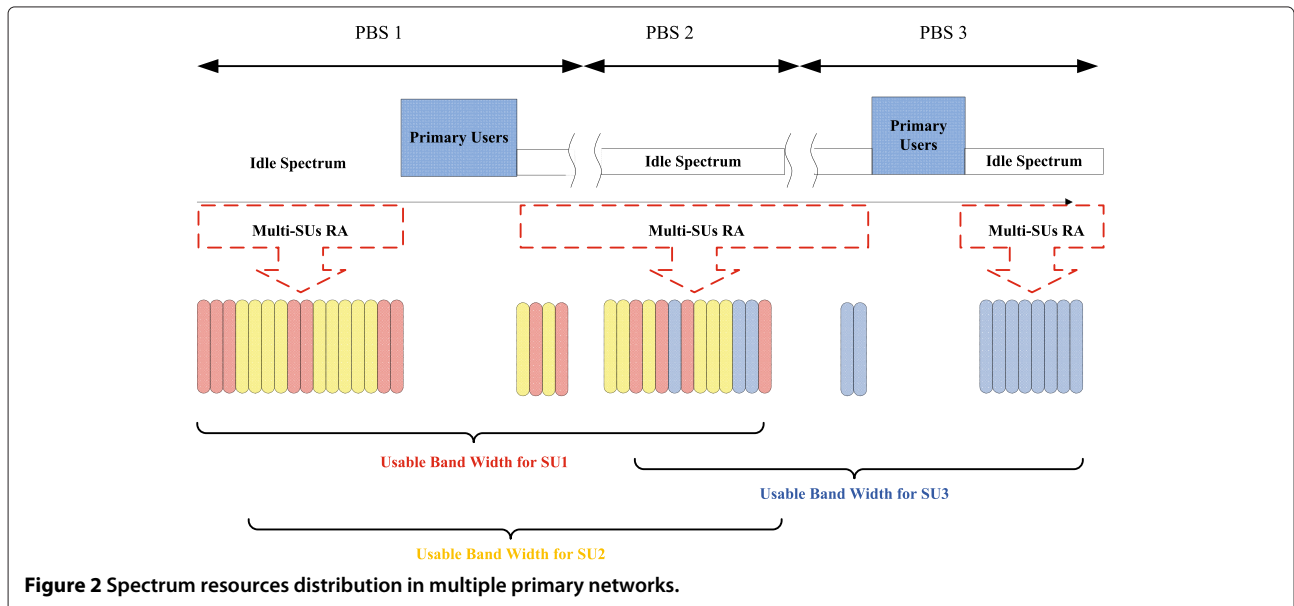 PBS 1
PBS 2
PBS 3
Primary Users
Primary
Users
Idle Spectrum
Idle Spectrum
Idle Spectrum
Multi-SUs RA
Multi-SUs RA
Multi-SUs RA
Usable Band Width for SU1
Usable Band Width for SU3
Usable Band Width for SU2
Figure 2 Spectrum resources distribution in multiple primary networks.